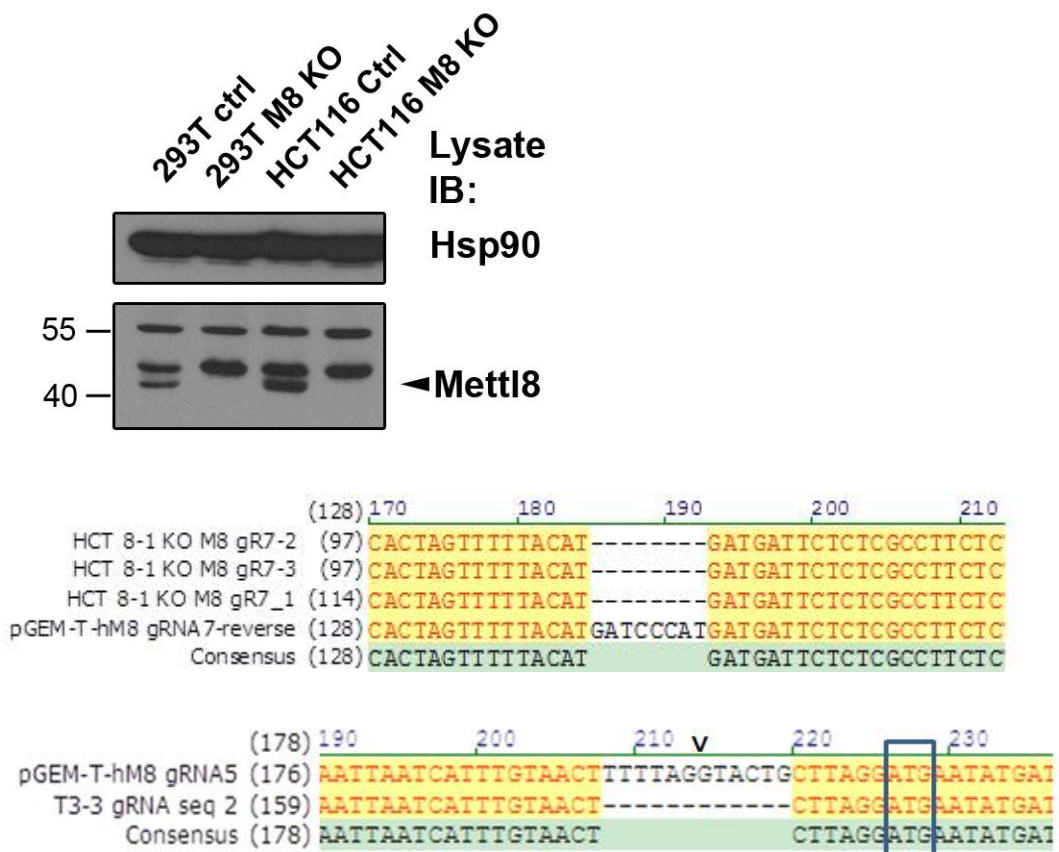 293T ctrl
293T M8 KO
HCT116 Ctrl
HCT116 M8 KO
Lysate
IB:
Hsp90
55
40
Mettl8
(128) 170 180 190 200 210
HCT 8-1 KO M8 gR7-2 (97) CACTAGTTTTTACAT--------GATGATTCTCTCGCCTTCTC
HCT 8-1 KO M8 gR7-3 (97) CACTAGTTTTTACAT--------GATGATTCTCTCGCCTTCTC
HCT 8-1 KO M8 gR7_1 (114) CACTAGTTTTTACAT--------GATGATTCTCTCGCCTTCTC
pGEM-T-hM8 gRNA7-reverse (128) CACTAGTTTTTACATGATCCCATGATGATTCTCTCGCCTTCTC
Consensus (128) CACTAGTTTTTACAT GATGATTCTCTCGCCTTCTC
(178) 190 200 210 v 220 230
pGEM-T-hM8 gRNA5 (176) AATTAATCATTTGTAACTTTTTAGGTACTGCTTAGGATGAATATGAT
T3-3 gRNA seq 2 (159) AATTAATCATTTGTAACT------------CTTAGGATGAATATGAT
Consensus (178) AATTAATCATTTGTAACT CTTAGGATGAATATGAT